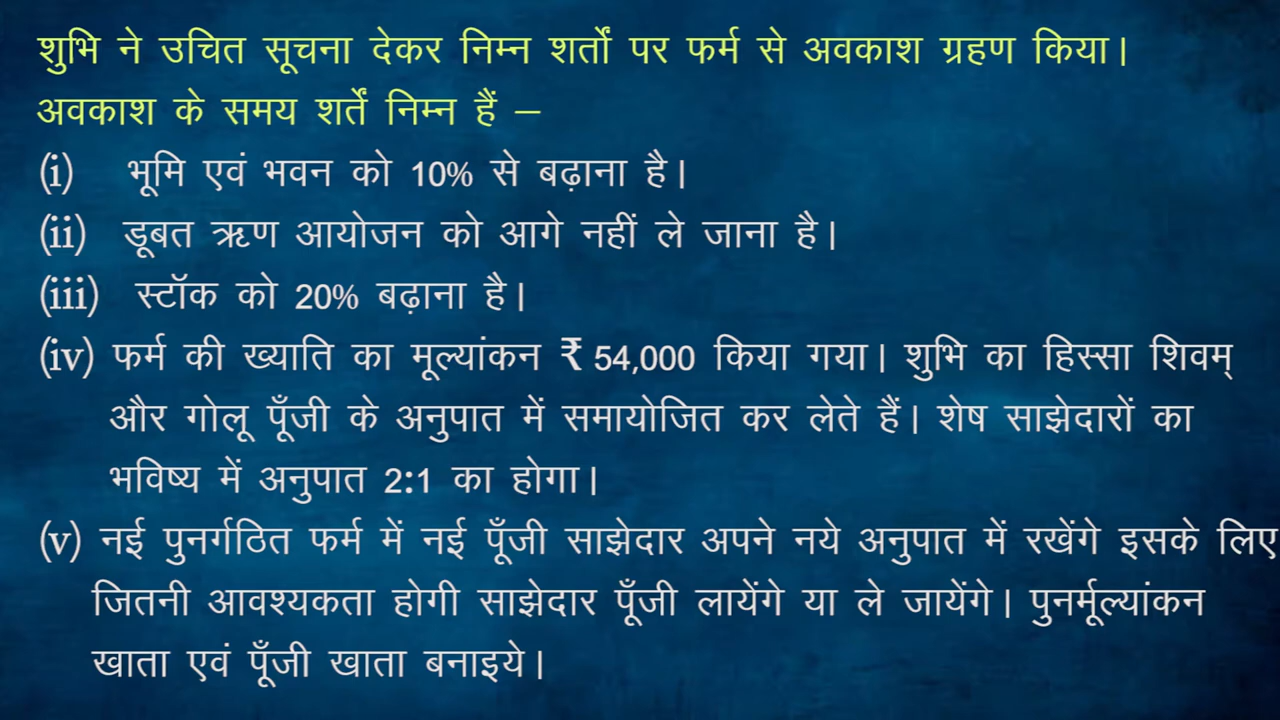 शुभि ने उचित सूचना देकर निम्न शर्तों पर फर्म से अवकाश ग्रहण किया।
अवकाश के समय शर्तें निम्न हैं –
(i) भूमि एवं भवन को 10% से बढ़ाना है।
(ii) डूबत ऋण आयोजन को आगे नहीं ले जाना है।
(iii) स्टॉक को 20% बढ़ाना है।
(iv) फर्म की ख्याति का मूल्यांकन ₹ 54,000 किया गया। शुभि का हिस्सा शिवम्
और गोलू पूँजी के अनुपात में समायोजित कर लेते हैं। शेष साझेदारों का
भविष्य में अनुपात 2:1 का होगा।
(v) नई पुनर्गठित फर्म में नई पूँजी साझेदार अपने नये अनुपात में रखेंगे इसके लिए
जितनी आवश्यकता होगी साझेदार पूँजी लायेंगे या ले जायेंगे। पुनर्मूल्यांकन
खाता एवं पूँजी खाता बनाइये।